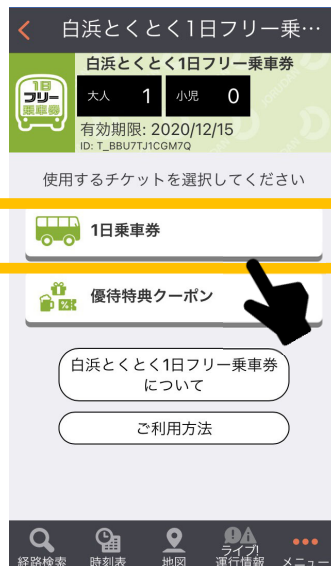 白浜とくとく1日フリー乗…
白浜とくとく1日フリー乗車券
1日
フリー
乗車券
大人 1 小児 0
有効期限: 2020/12/15
ID: T_BBU7TJ1CGM7Q
使用するチケットを選択してください
1日乗車券
優待特典クーポン
白浜とくとく1日フリー乗車券
について
ご利用方法
経路検索 時刻表 地図 ライブ!
運行情報 メニュー